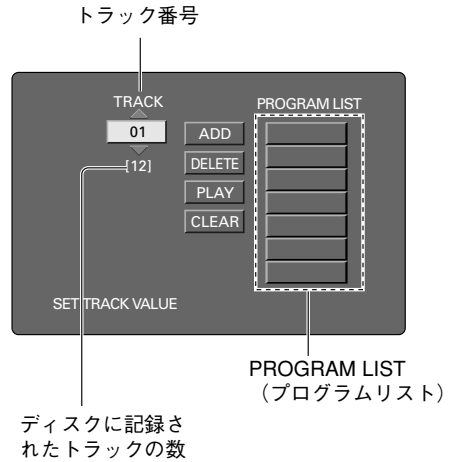 トラック番号
TRACK
01
[12]
ADD
DELETE
PLAY
CLEAR
PROGRAM LIST
SET TRACK VALUE
PROGRAM LIST
（プログラムリスト）
ディスクに記録さ
れたトラックの数